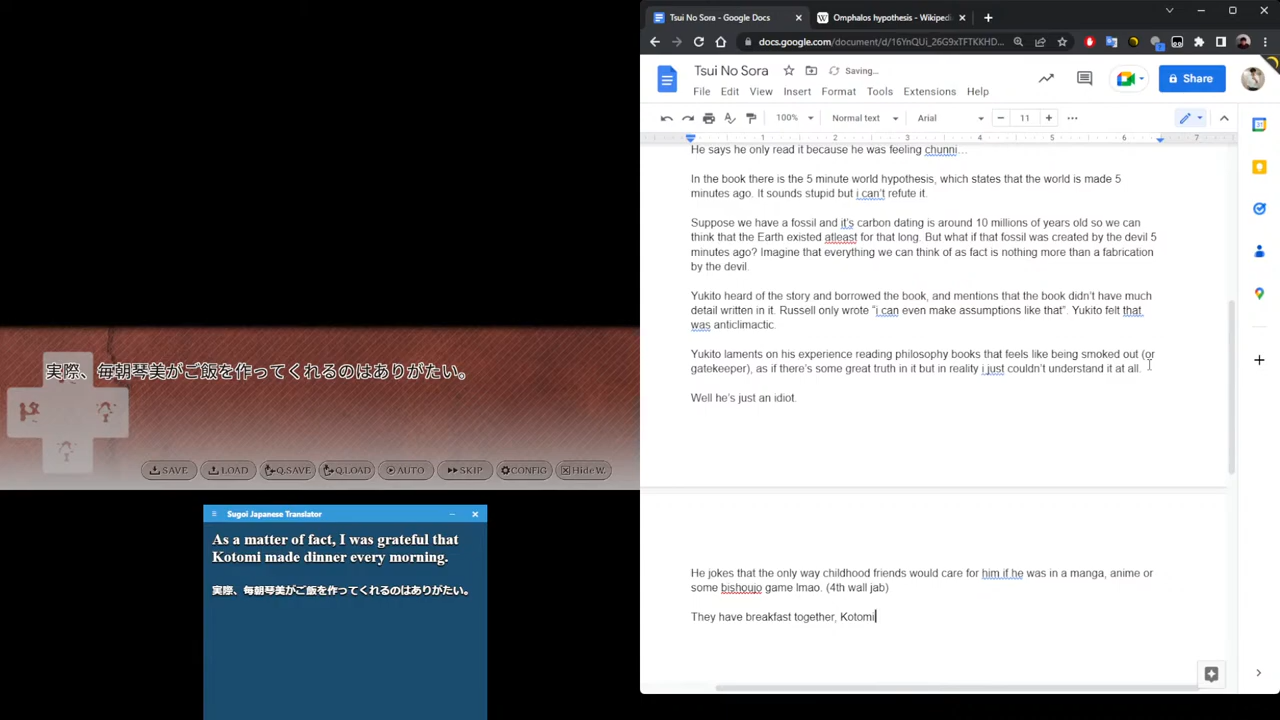 実際、毎朝琴美がご飯を作ってくれるのはありがたい。
SAVE
LOAD
Q.SAVE
Q.LOAD
AUTO
SKIP
CONFIG
Hide W.
Sugoi Japanese Translator
As a matter of fact, I was grateful that
Kotomi made dinner every morning.
実際、毎朝琴美がご飯を作ってくれるのはありがたい。
Tsui No Sora - Google Docs
Omphalos hypothesis - Wikipedi
docs.google.com/document/d/16YnQUi_26G9xTFTKKHD...
Tsui No Sora
Saving...
File Edit View Insert Format Tools Extensions Help
Share
100%
Normal text
Arial
11
1 2 3 4 5 6 7
He says he only read it because he was feeling chunni...
In the book there is the 5 minute world hypothesis, which states that the world is made 5
minutes ago. It sounds stupid but i can't refute it.
Suppose we have a fossil and it's carbon dating is around 10 millions of years old so we can
think that the Earth existed atleast for that long. But what if that fossil was created by the devil 5
minutes ago? Imagine that everything we can think of as fact is nothing more than a fabrication
by the devil.
Yukito heard of the story and borrowed the book, and mentions that the book didn't have much
detail written in it. Russell only wrote “i can even make assumptions like that”. Yukito felt that
was anticlimactic.
Yukito laments on his experience reading philosophy books that feels like being smoked out (or
gatekeeper), as if there's some great truth in it but in reality i just couldn't understand it at all.
Well he's just an idiot.
He jokes that the only way childhood friends would care for him if he was in a manga, anime or
some bishoujo game lmao. (4th wall jab)
They have breakfast together, Kotomi